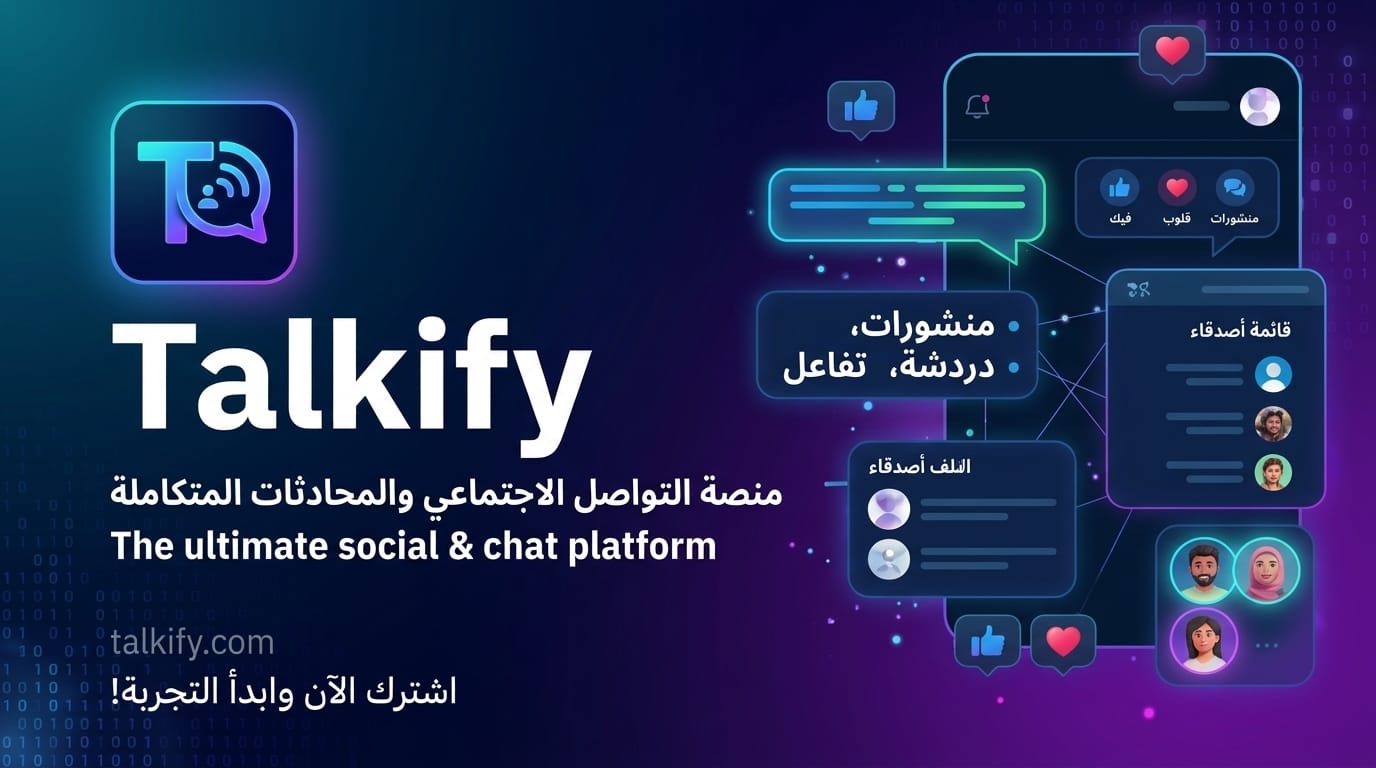 Talkify
منصة التواصل الاجتماعي والمحادثات المتكاملة
The ultimate social & chat platform
talkify.com
اشترك الآن وابدأ التجربة!
منشورات
قلوب
فيك
منشورات،
دردشة، تفاعل
قائمة أصدقاء
أصدقاء